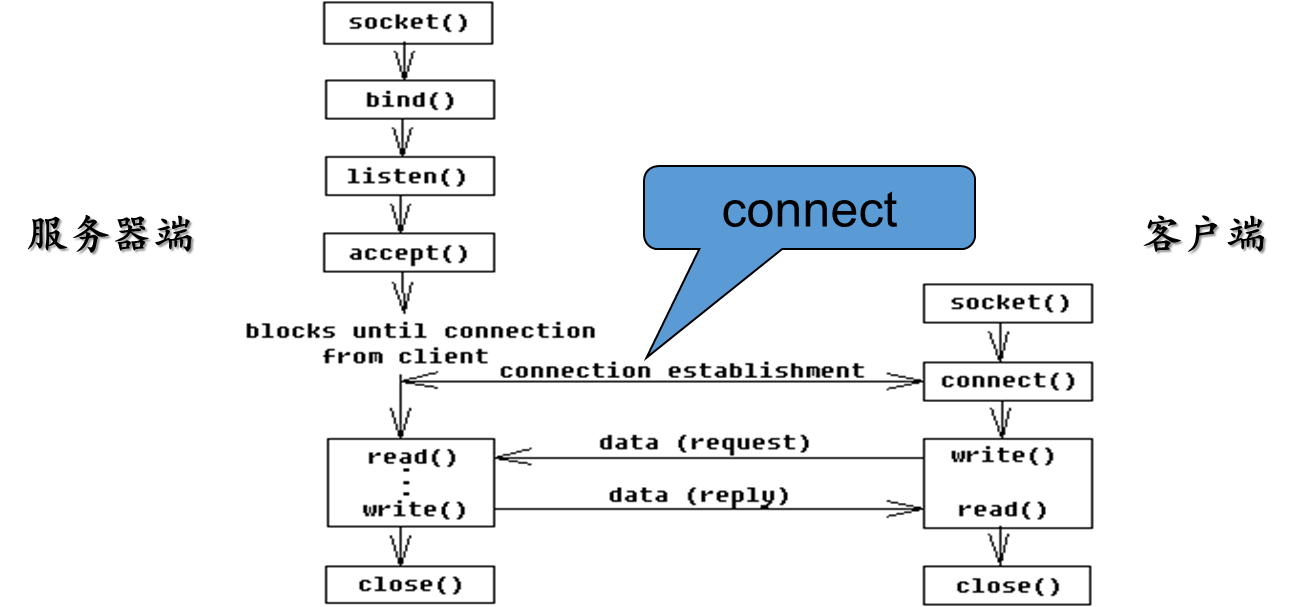 socket()
bind()
listen()
connect
服务器端
客户端
accept()
socket()
blocks until connection
from client
connection establishment
connect()
data (request)
read()
write()
data (reply)
write()
read()
close()
close()